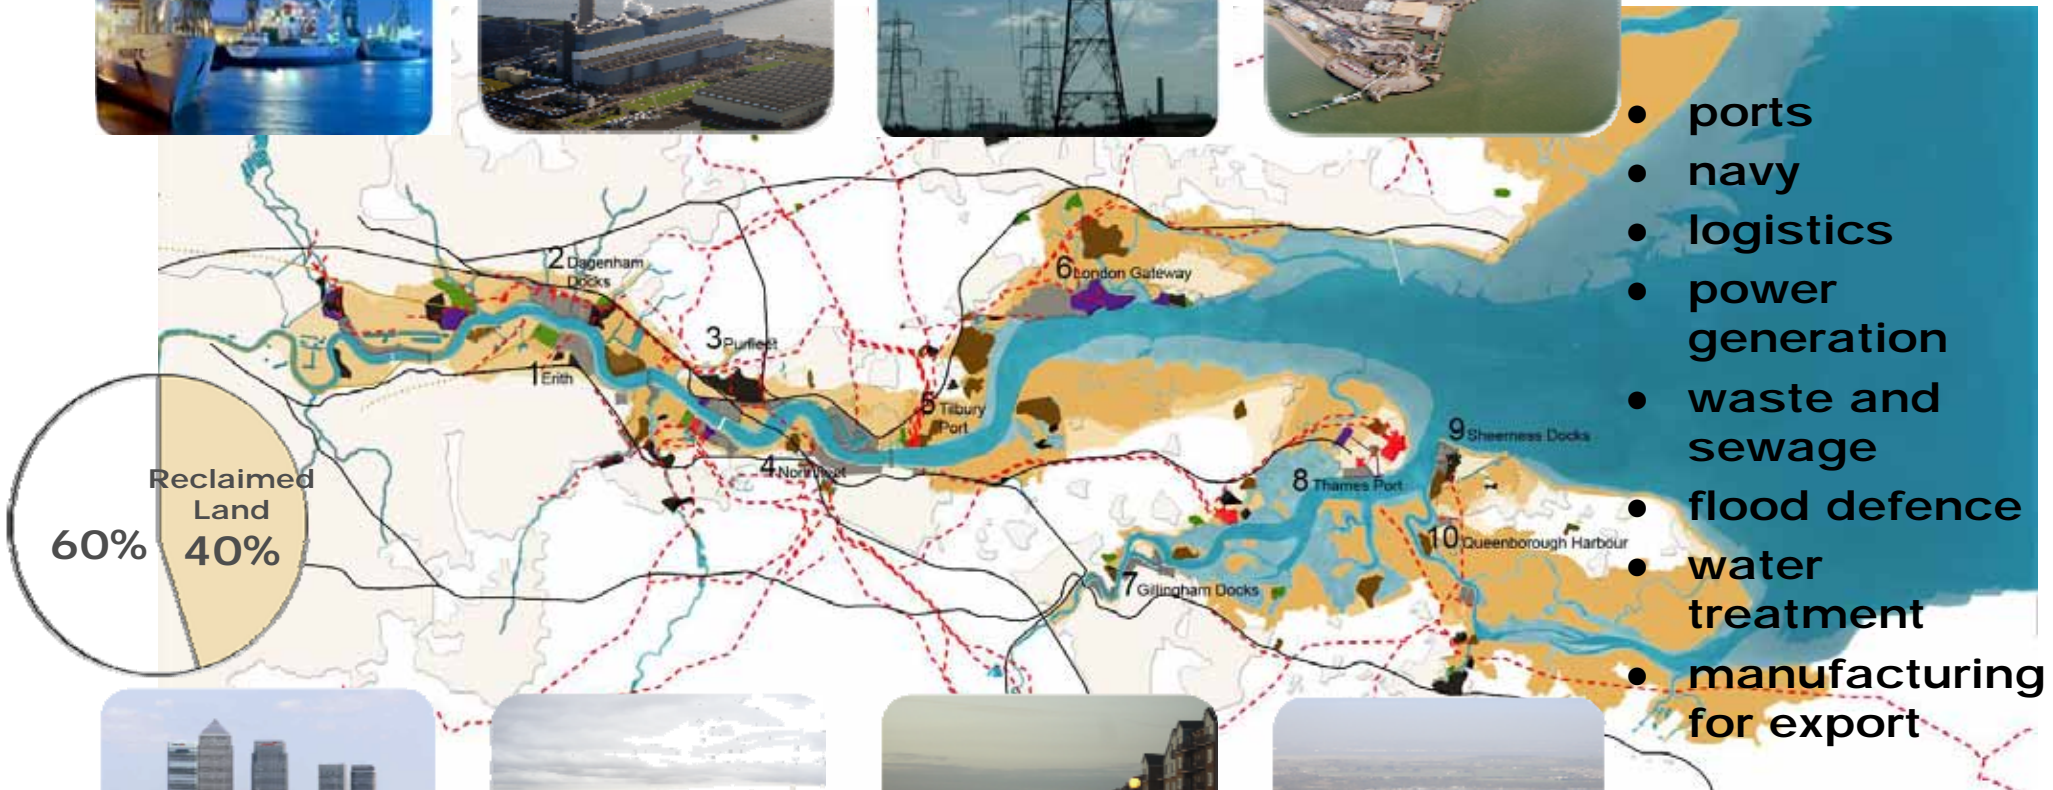 ● ports
● navy
● logistics
● power
generation
● waste and
sewage
● flood defence
● water
treatment
● manufacturing
for export
2 Dagenham
Docks
6 London Gateway
3 Purfleet
1 Erith
5 Tilbury
Port
4 Northfleet
9 Sheerness Docks
8 Thames Port
10 Queenborough Harbour
7 Gillingham Docks
Reclaimed
Land
60%
40%